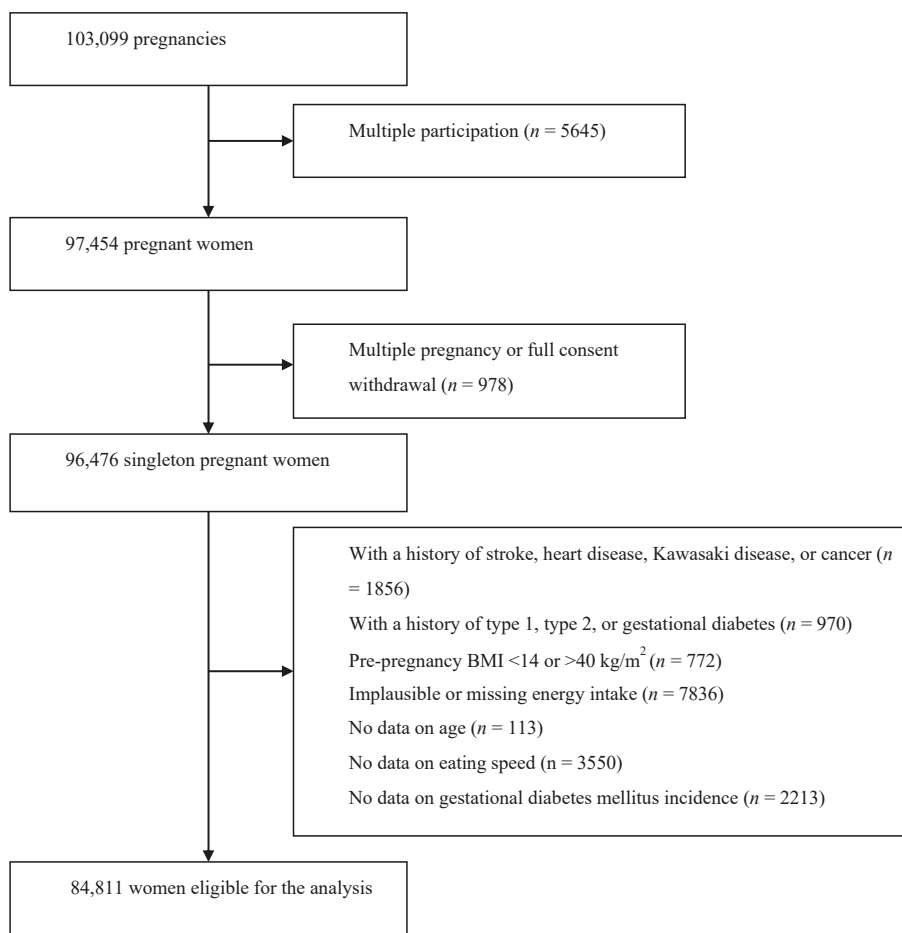 103,099 pregnancies
Multiple participation (n = 5645)
97,454 pregnant women
Multiple pregnancy or full consent
withdrawal (n = 978)
96,476 singleton pregnant women
With a history of stroke, heart disease, Kawasaki disease, or cancer (n
= 1856)
With a history of type 1, type 2, or gestational diabetes (n = 970)
Pre-pregnancy BMI <14 or >40 kg/m² (n = 772)
Implausible or missing energy intake (n = 7836)
No data on age (n = 113)
No data on eating speed (n = 3550)
No data on gestational diabetes mellitus incidence (n = 2213)
84,811 women eligible for the analysis